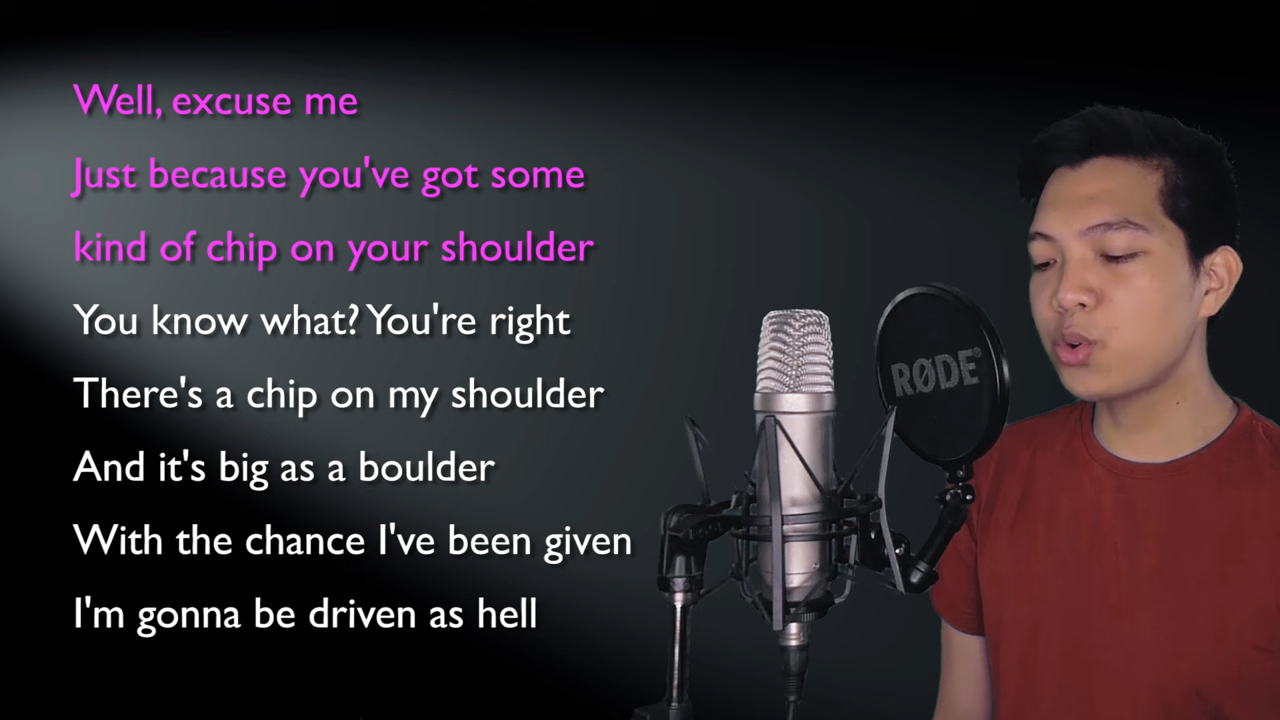 Well, excuse me
Just because you've got some
kind of chip on your shoulder
You know what? You're right
There's a chip on my shoulder
And it's big as a boulder
With the chance I've been given
I'm gonna be driven as hell
RØDE®